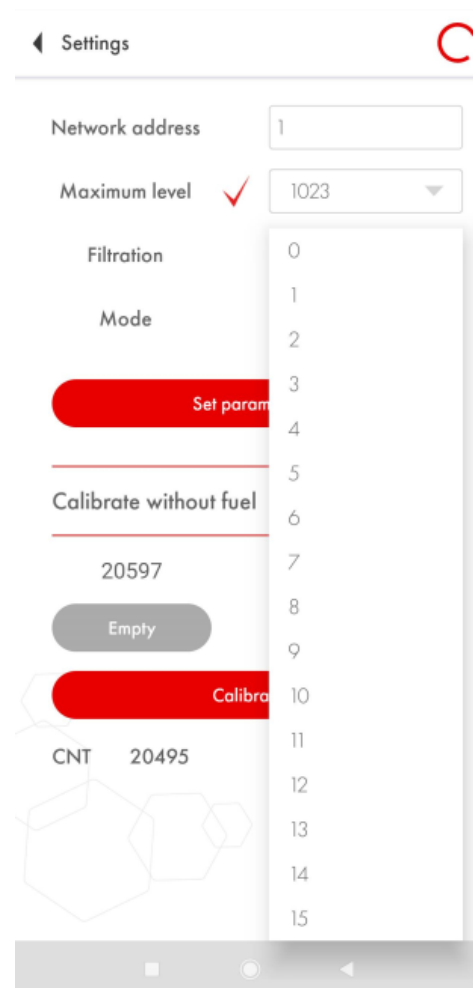 Settings
Network address 1
Maximum level 1023
Filtration
Mode
0
1
2
3
4
5
6
7
8
9
10
11
12
13
14
15
Set param
Calibrate without fuel
20597
Empty
Calibra
CNT 20495